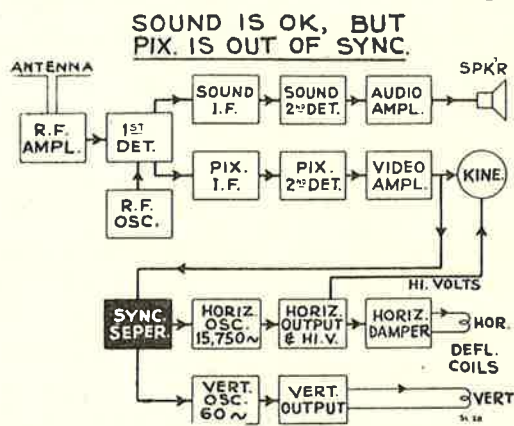 SOUND IS OK, BUT
PIX. IS OUT OF SYNC.
ANTENNA
SPK'R
R.F.
AMPL.
1ST
DET.
SOUND
I.F.
SOUND
2ND DET.
AUDIO
AMPL.
R.F.
OSC.
PIX.
I.F.
PIX.
2ND DET.
VIDEO
AMPL.
KINE.
HI. VOLTS
SYNC.
SEPER.
HORIZ.
OSC.
15,750~
HORIZ.
OUTPUT
& HI.V.
HORIZ.
DAMPER
HOR.
DEFL.
COILS
VERT.
OSC.
60~
VERT.
OUTPUT
VERT